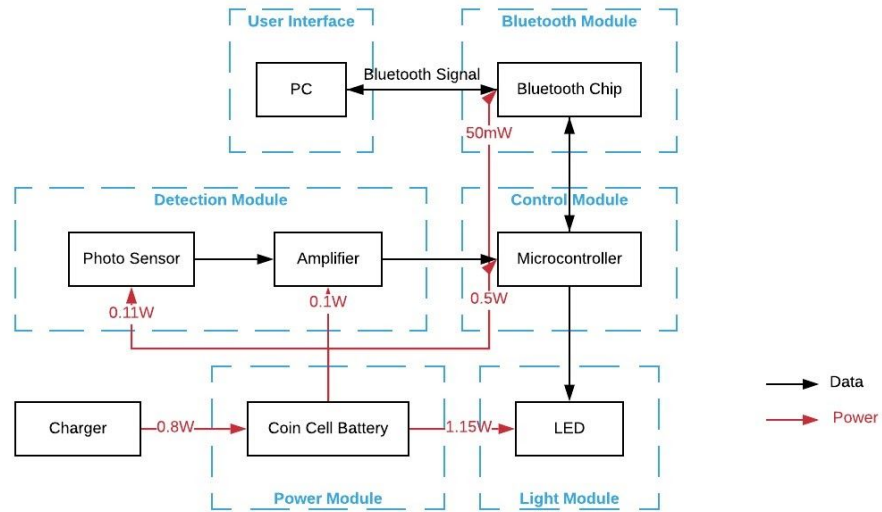 User Interface
Bluetooth Module
PC
Bluetooth Signal
Bluetooth Chip
50mW
Detection Module
Control Module
Photo Sensor
Amplifier
Microcontroller
0.11W
0.1W
0.5W
Data
Power
Charger
0.8W
Coin Cell Battery
1.15W
LED
Power Module
Light Module